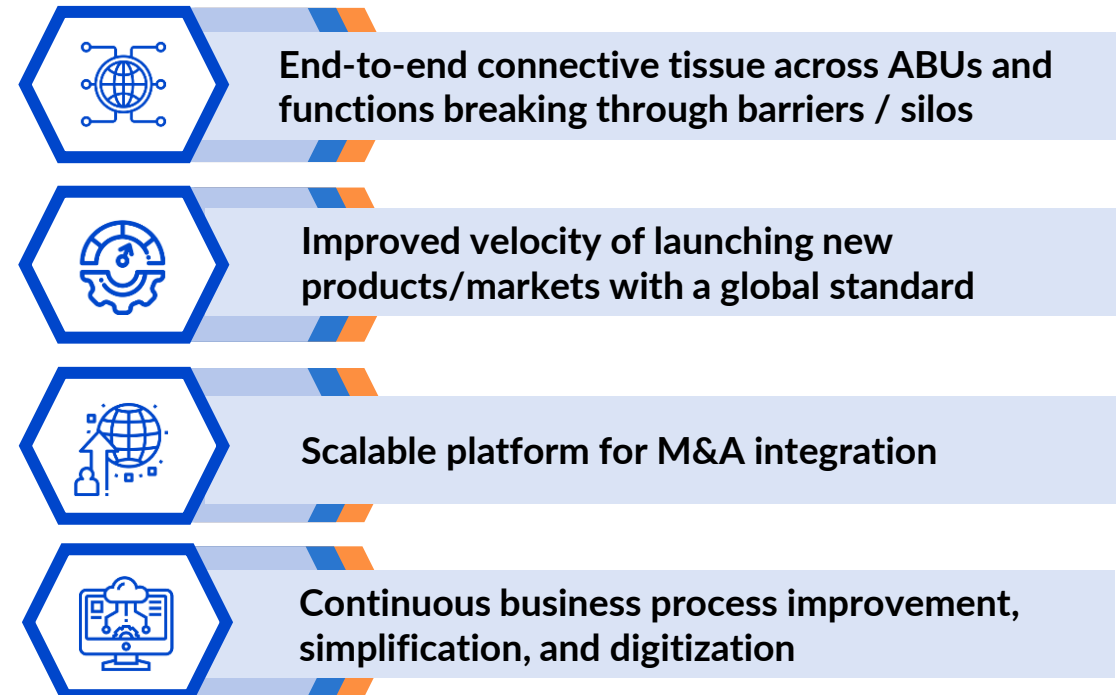 End-to-end connective tissue across ABUs and
functions breaking through barriers / silos
Improved velocity of launching new
products/markets with a global standard
Scalable platform for M&A integration
Continuous business process improvement,
simplification, and digitization